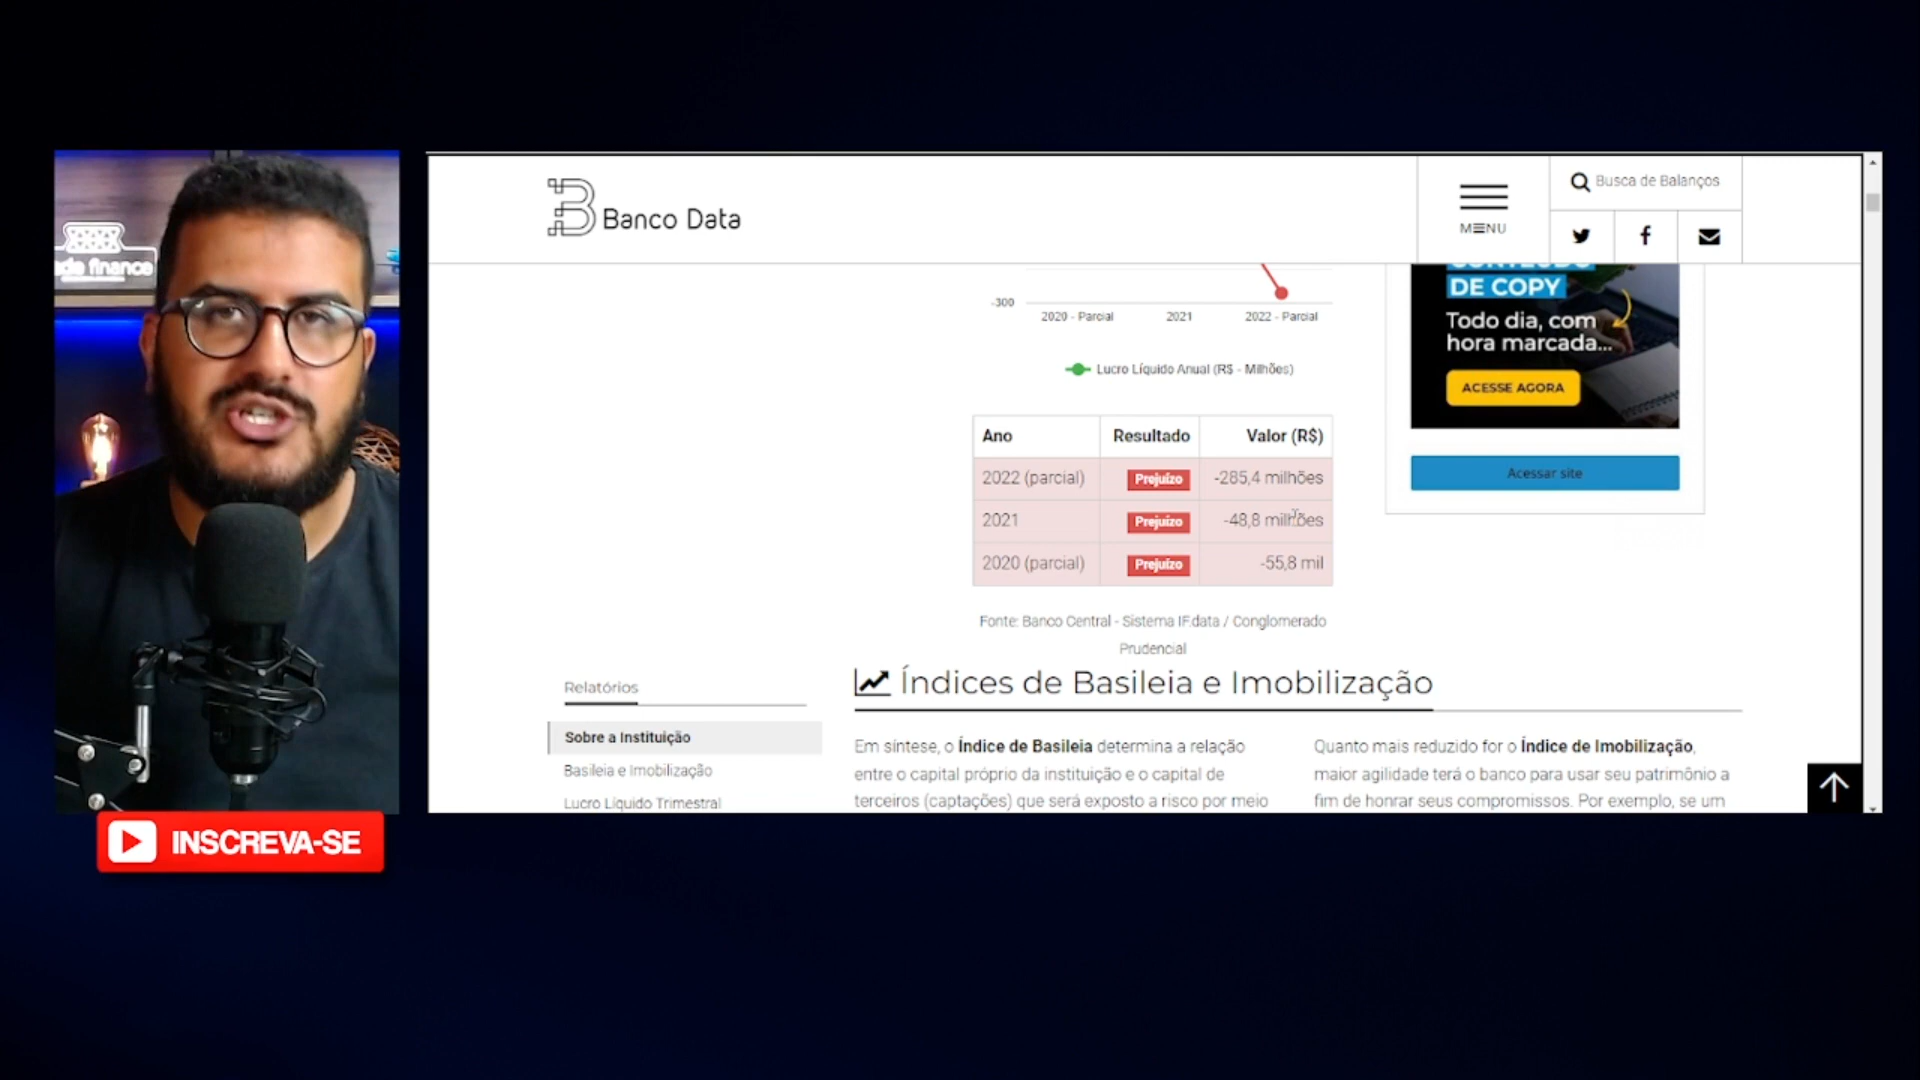 de finance
INSCREVA-SE
Banco Data
MENU
Busca de Balanços
-300
2020 - Parcial
2021
2022 - Parcial
Lucro Líquido Anual (R$ - Milhões)
Ano Resultado Valor (R$)
2022 (parcial) Prejuízo -285,4 milhões
2021 Prejuízo -48,8 milhões
2020 (parcial) Prejuízo -55,8 mil
Fonte: Banco Central - Sistema IF.data / Conglomerado
Prudencial
DE COPY
Todo dia, com
hora marcada...
ACESSE AGORA
Acessar site
Relatórios
Sobre a Instituição
Basileia e Imobilização
Lucro Líquido Trimestral
Índices de Basileia e Imobilização
Em síntese, o Índice de Basileia determina a relação
entre o capital próprio da instituição e o capital de
terceiros (captações) que será exposto a risco por meio
Quanto mais reduzido for o Índice de Imobilização,
maior agilidade terá o banco para usar seu patrimônio a
fim de honrar seus compromissos. Por exemplo, se um